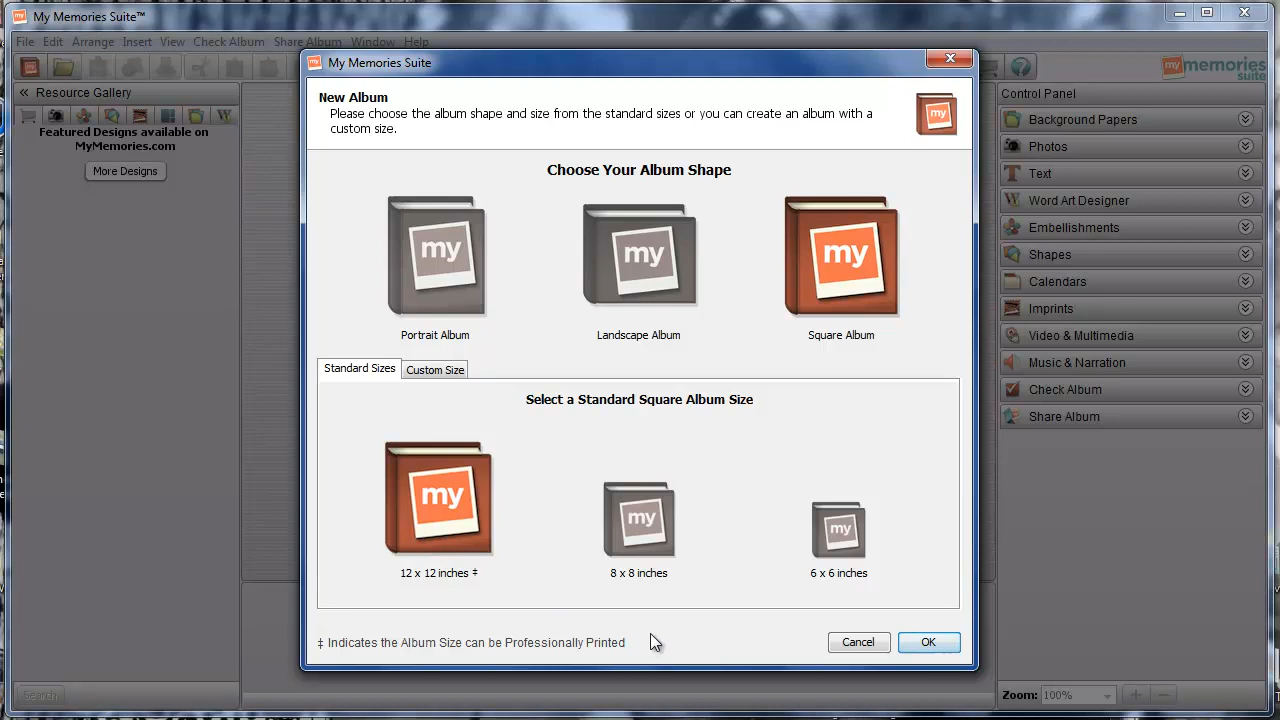 My Memories Suite™
File Edit Arrange Insert View Check Album Share Album Window Help
my memories
suite
« Resource Gallery
W
Featured Designs available on
MyMemories.com
More Designs
My Memories Suite
New Album
Please choose the album shape and size from the standard sizes or you can create an album with a
custom size.
my
Choose Your Album Shape
my my my
Portrait Album Landscape Album Square Album
Standard Sizes Custom Size
Select a Standard Square Album Size
my my my
12 x 12 inches ‡ 8 x 8 inches 6 x 6 inches
‡ Indicates the Album Size can be Professionally Printed
Cancel OK
Control Panel
Background Papers
Photos
T Text
W Word Art Designer
Embellishments
Shapes
Calendars
Imprints
Video & Multimedia
Music & Narration
Check Album
Share Album
Search
Zoom: 100% + −